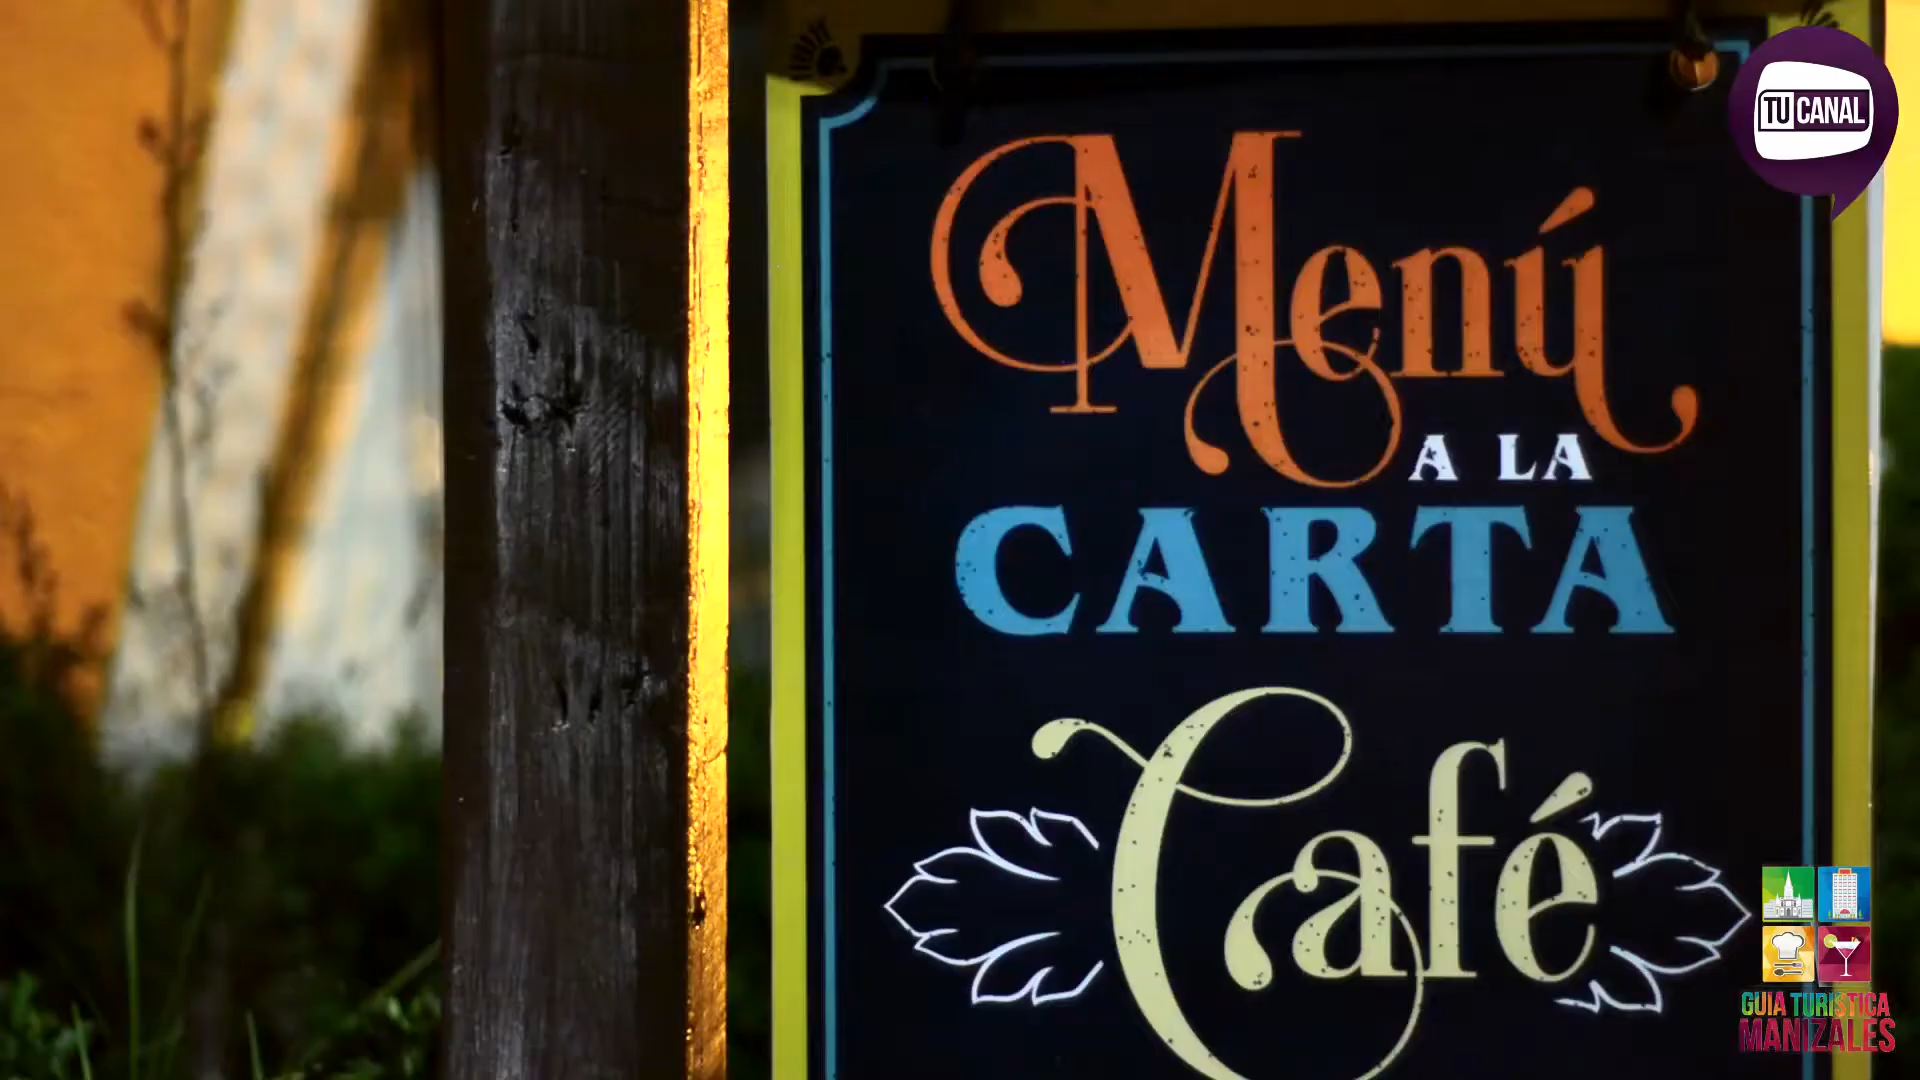 TU CANAL
Menú
A LA
CARTA
Café
GUIA TURISTICA
MANIZALES